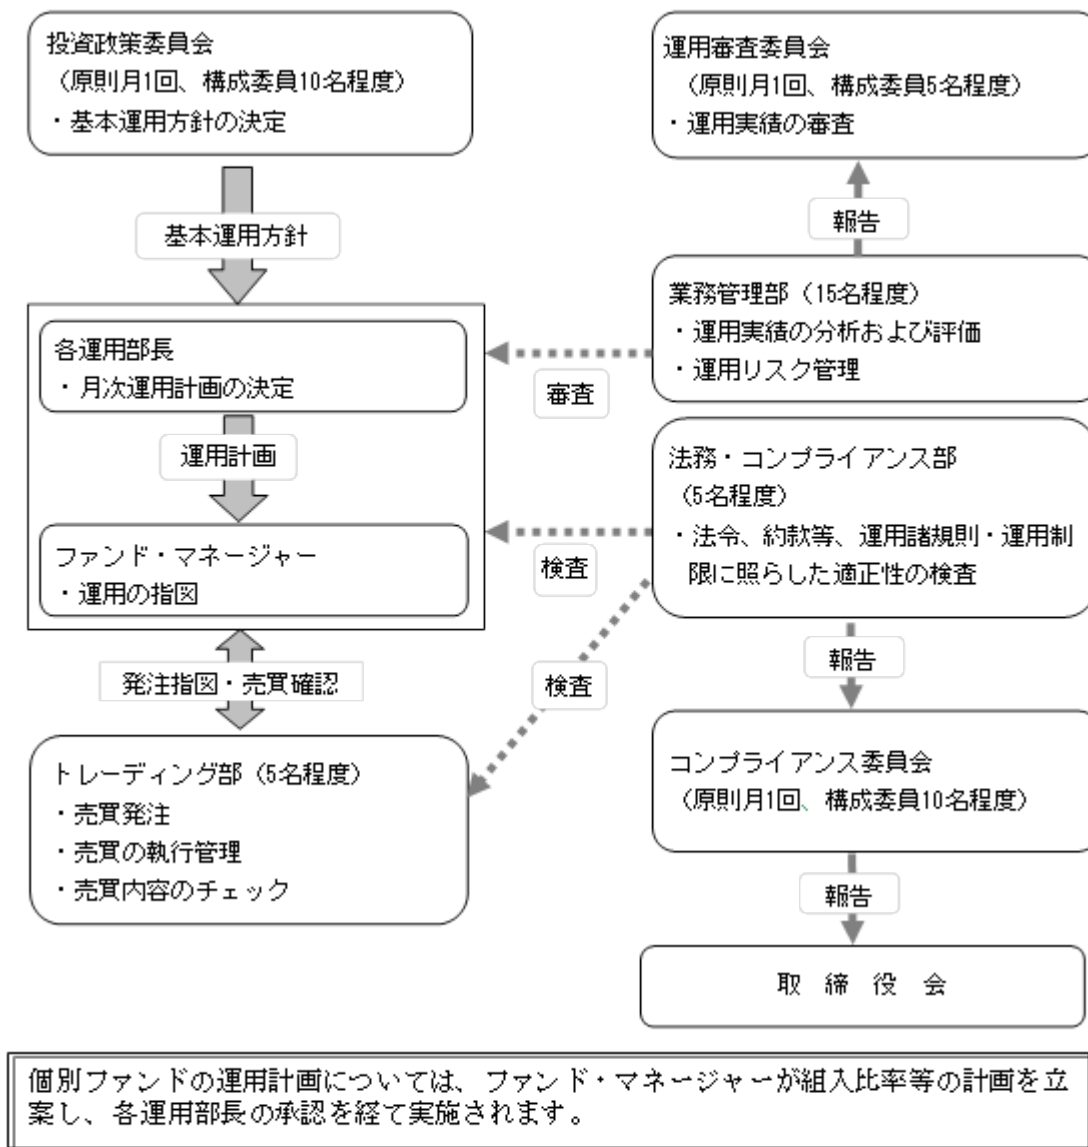 投資政策委員会
（原則月1回、構成委員10名程度）
・基本運用方針の決定
基本運用方針
各運用部長
・月次運用計画の決定
運用計画
ファンド・マネージャー
・運用の指図
発注指図・売買確認
トレーディング部（5名程度）
・売買発注
・売買の執行管理
・売買内容のチェック
運用審査委員会
（原則月1回、構成委員5名程度）
・運用実績の審査
報告
業務管理部（15名程度）
・運用実績の分析および評価
・運用リスク管理
審査
法務・コンプライアンス部
（5名程度）
・法令、約款等、運用諸規則・運用制
限に照らした適正性の検査
検査
検査
報告
コンプライアンス委員会
（原則月1回、構成委員10名程度）
報告
取 締 役 会
個別ファンドの運用計画については、ファンド・マネージャーが組入比率等の計画を立
案し、各運用部長の承認を経て実施されます。